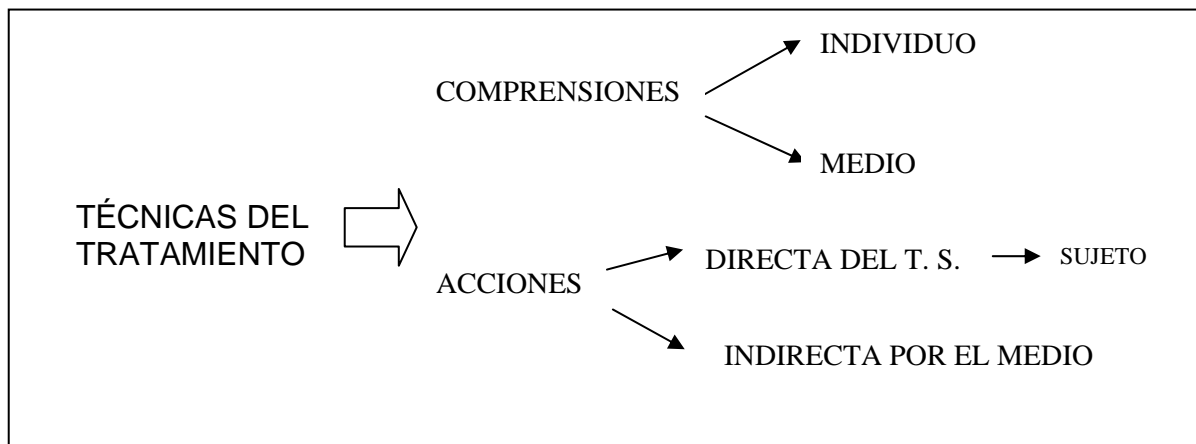 INDIVIDUO
COMPRENSIONES
MEDIO
TÉCNICAS DEL
TRATAMIENTO
DIRECTA DEL T. S.
SUJETO
ACCIONES
INDIRECTA POR EL MEDIO